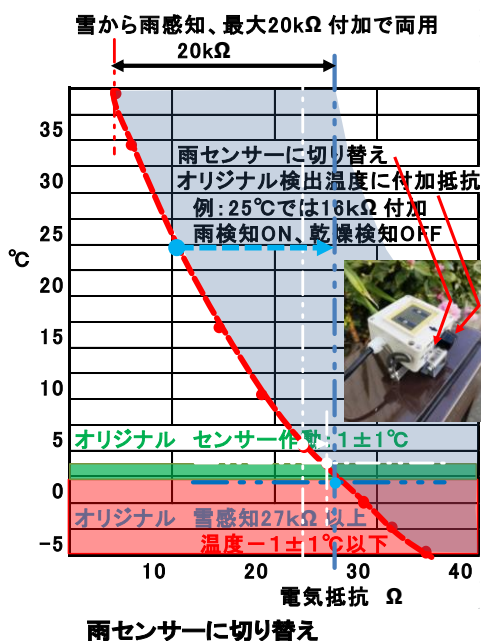 雪から雨感知、最大20kΩ 付加で両用
20kΩ
雨センサーに切り替え
オリジナル検出温度に付加抵抗
例：25℃では16kΩ 付加
雨検知ON、乾燥検知OFF
℃
35
30
25
20
15
10
5
0
-5
オリジナル センサー作動：1±1℃
オリジナル 雪感知27kΩ 以上
温度－1±1℃以下
10 20 30 40
電気抵抗 Ω
雨センサーに切り替え